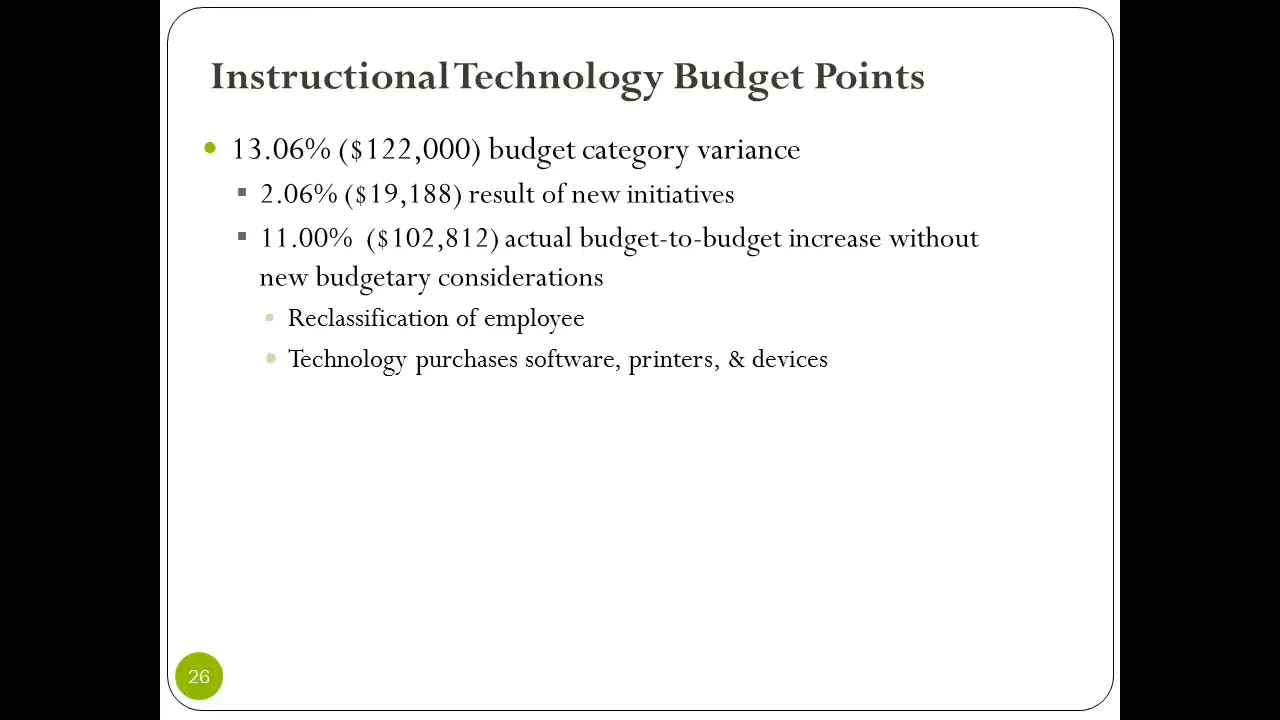 Instructional Technology Budget Points
• 13.06% ($122,000) budget category variance
▪ 2.06% ($19,188) result of new initiatives
▪ 11.00% ($102,812) actual budget-to-budget increase without
new budgetary considerations
▪ Reclassification of employee
• Technology purchases software, printers, & devices
26